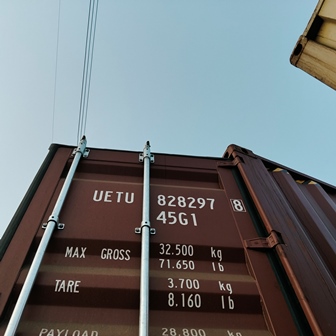 UETU 828297 8
45G1
MAX GROSS 32.500 kg
71.650 lb
TARE 3.700 kg
8.160 lb
PAYLOAD 28.800 kg